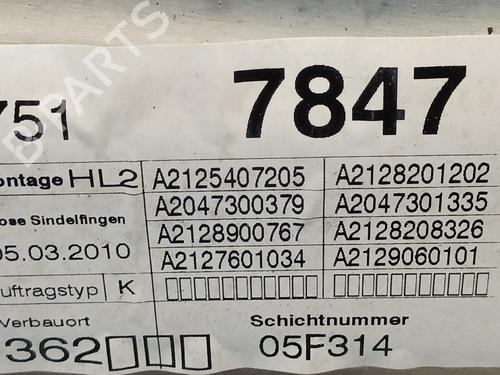 751 7847
ontage HL2 A2125407205 A2128201202
A2047300379 A2047301335
ose Sindelfingen A2128900767 A2128208326
05.03.2010 A2127601034 A2129060101
uftragstyp K
Verbauort Schichtnummer
362 05F314
B-PARTS